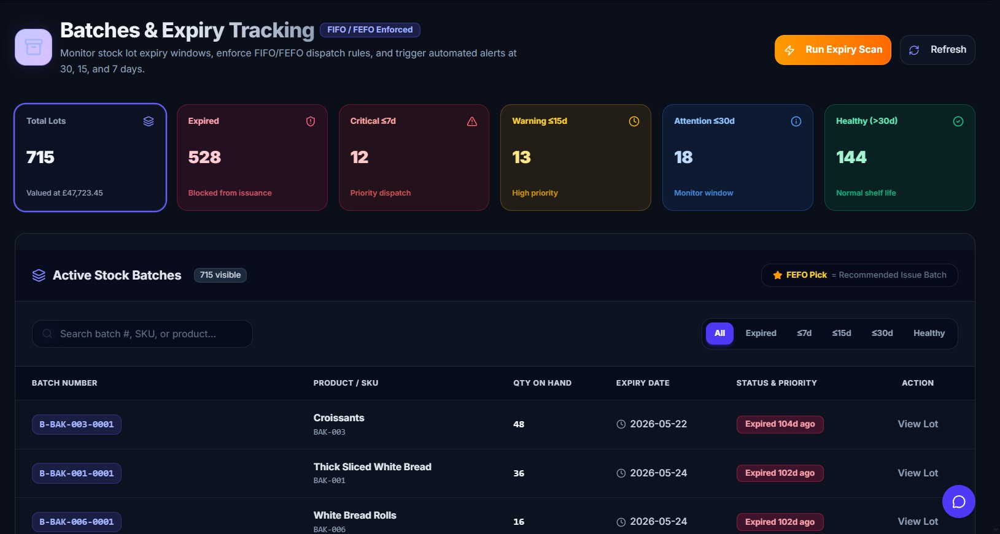 Batches & Expiry Tracking
FIFO / FEFO Enforced
Monitor stock lot expiry windows, enforce FIFO/FEFO dispatch rules, and trigger automated alerts at
30, 15, and 7 days.
Run Expiry Scan
Refresh
Total Lots
715
Valued at £47,723.45
Expired
528
Blocked from issuance
Critical ≤7d
12
Priority dispatch
Warning ≤15d
13
High priority
Attention ≤30d
18
Monitor window
Healthy (>30d)
144
Normal shelf life
Active Stock Batches
715 visible
FEFO Pick = Recommended Issue Batch
Search batch #, SKU, or product...
All Expired ≤7d ≤15d ≤30d Healthy
BATCH NUMBER PRODUCT / SKU QTY ON HAND EXPIRY DATE STATUS & PRIORITY ACTION
B-BAK-003-0001
Croissants
BAK-003
48
2026-05-22
Expired 104d ago
View Lot
B-BAK-001-0001
Thick Sliced White Bread
BAK-001
36
2026-05-24
Expired 102d ago
View Lot
B-BAK-006-0001
White Bread Rolls
BAK-006
16
2026-05-24
Expired 102d ago
View Lot